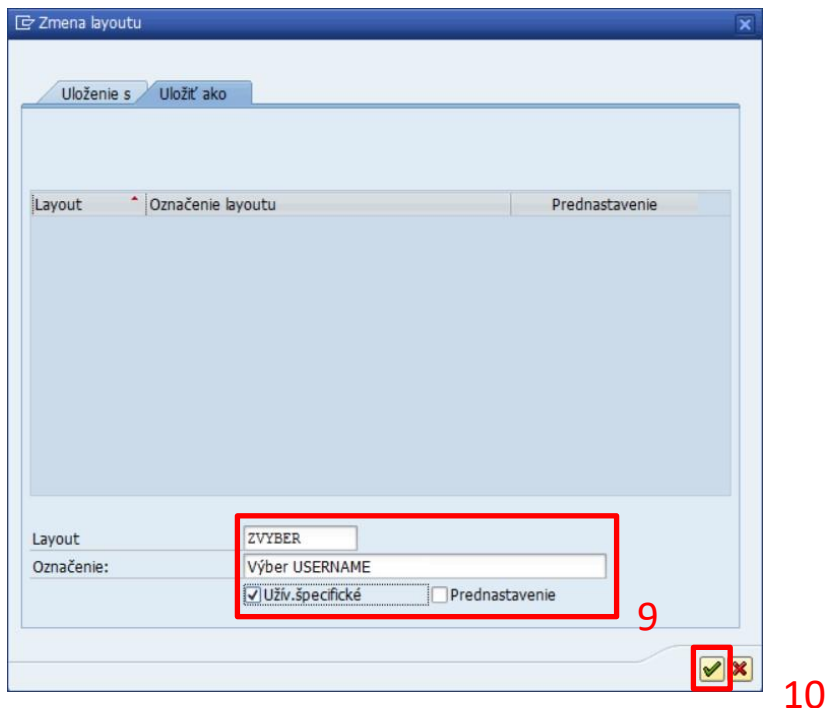 Zmena layoutu
Uloženie s Uložiť ako
Layout Označenie layoutu Prednastavenie
Layout ZVYBER
Označenie: Výber USERNAME
Užív.špecifické Prednastavenie
9
10